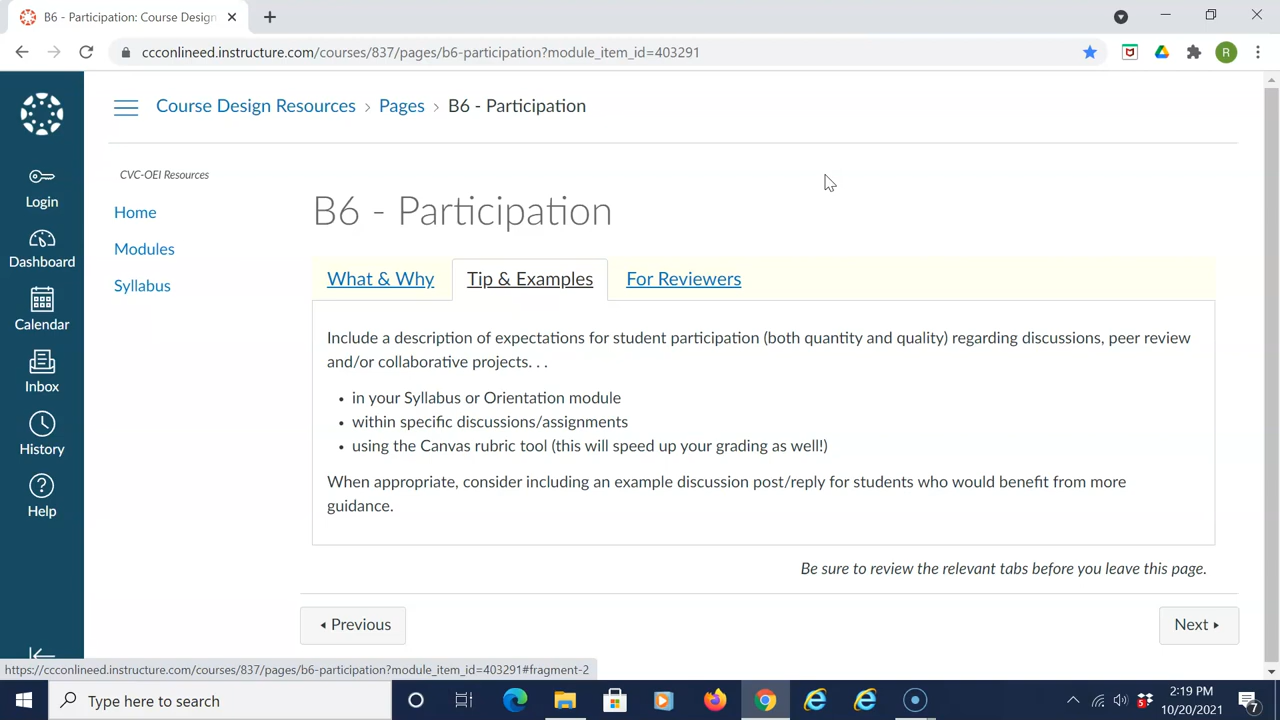 B6 - Participation: Course Design
ccconlineed.instructure.com/courses/837/pages/b6-participation?module_item_id=403291
R
Course Design Resources › Pages › B6 - Participation
CVC-OEI Resources
Login
Home
B6 - Participation
Modules
Dashboard
What & Why
Tip & Examples
For Reviewers
Syllabus
Calendar
Include a description of expectations for student participation (both quantity and quality) regarding discussions, peer review
and/or collaborative projects. . .
Inbox
• in your Syllabus or Orientation module
• within specific discussions/assignments
• using the Canvas rubric tool (this will speed up your grading as well!)
History
When appropriate, consider including an example discussion post/reply for students who would benefit from more
guidance.
Help
Be sure to review the relevant tabs before you leave this page.
Previous
Next
https://ccconlineed.instructure.com/courses/837/pages/b6-participation?module_item_id=403291#fragment-2
Type here to search
5
2:19 PM
10/20/2021
7